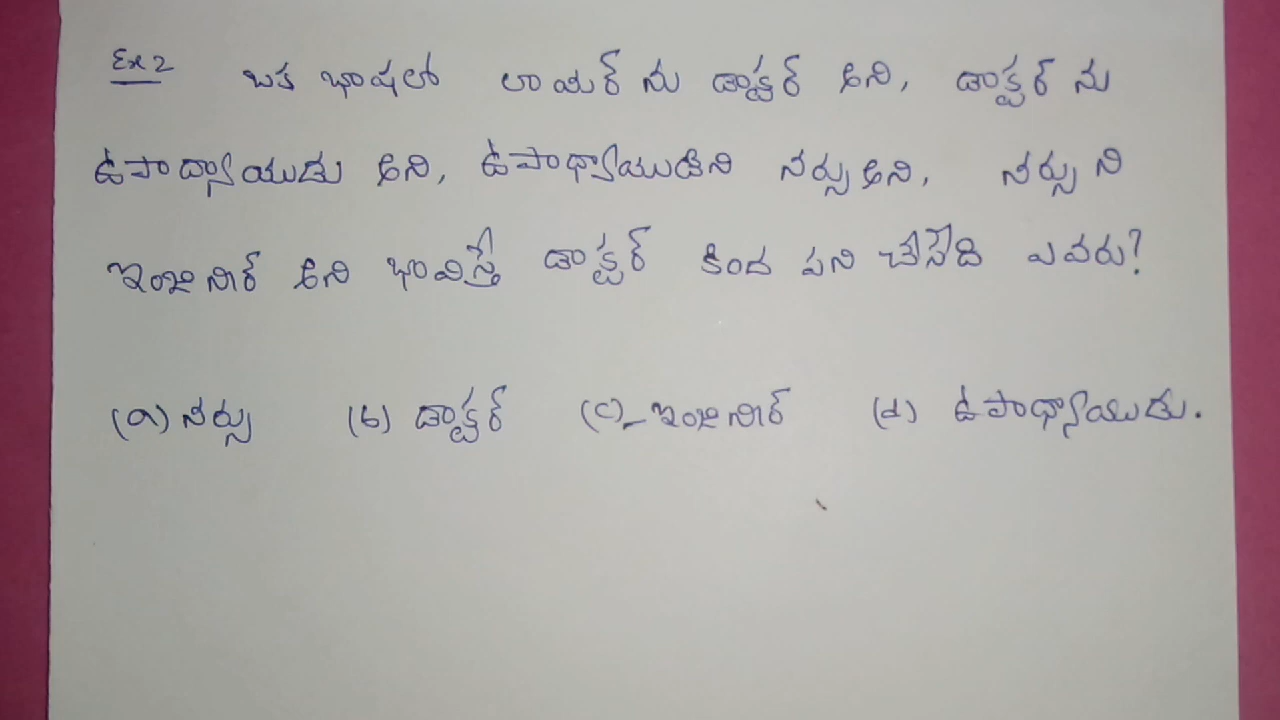 Ex 2 ఒక భాషలో లాయర్ ను డాక్టర్ అని, డాక్టర్ ను
ఉపాద్యాయుడు అని, ఉపాధ్యాయుడిని నర్సు అని, నర్సు ని
ఇంజనీర్ అని భావిస్తే డాక్టర్ కింద పని చేసేది ఎవరు?
(a) నర్సు (b) డాక్టర్ (c) ఇంజనీర్ (d) ఉపాధ్యాయుడు.